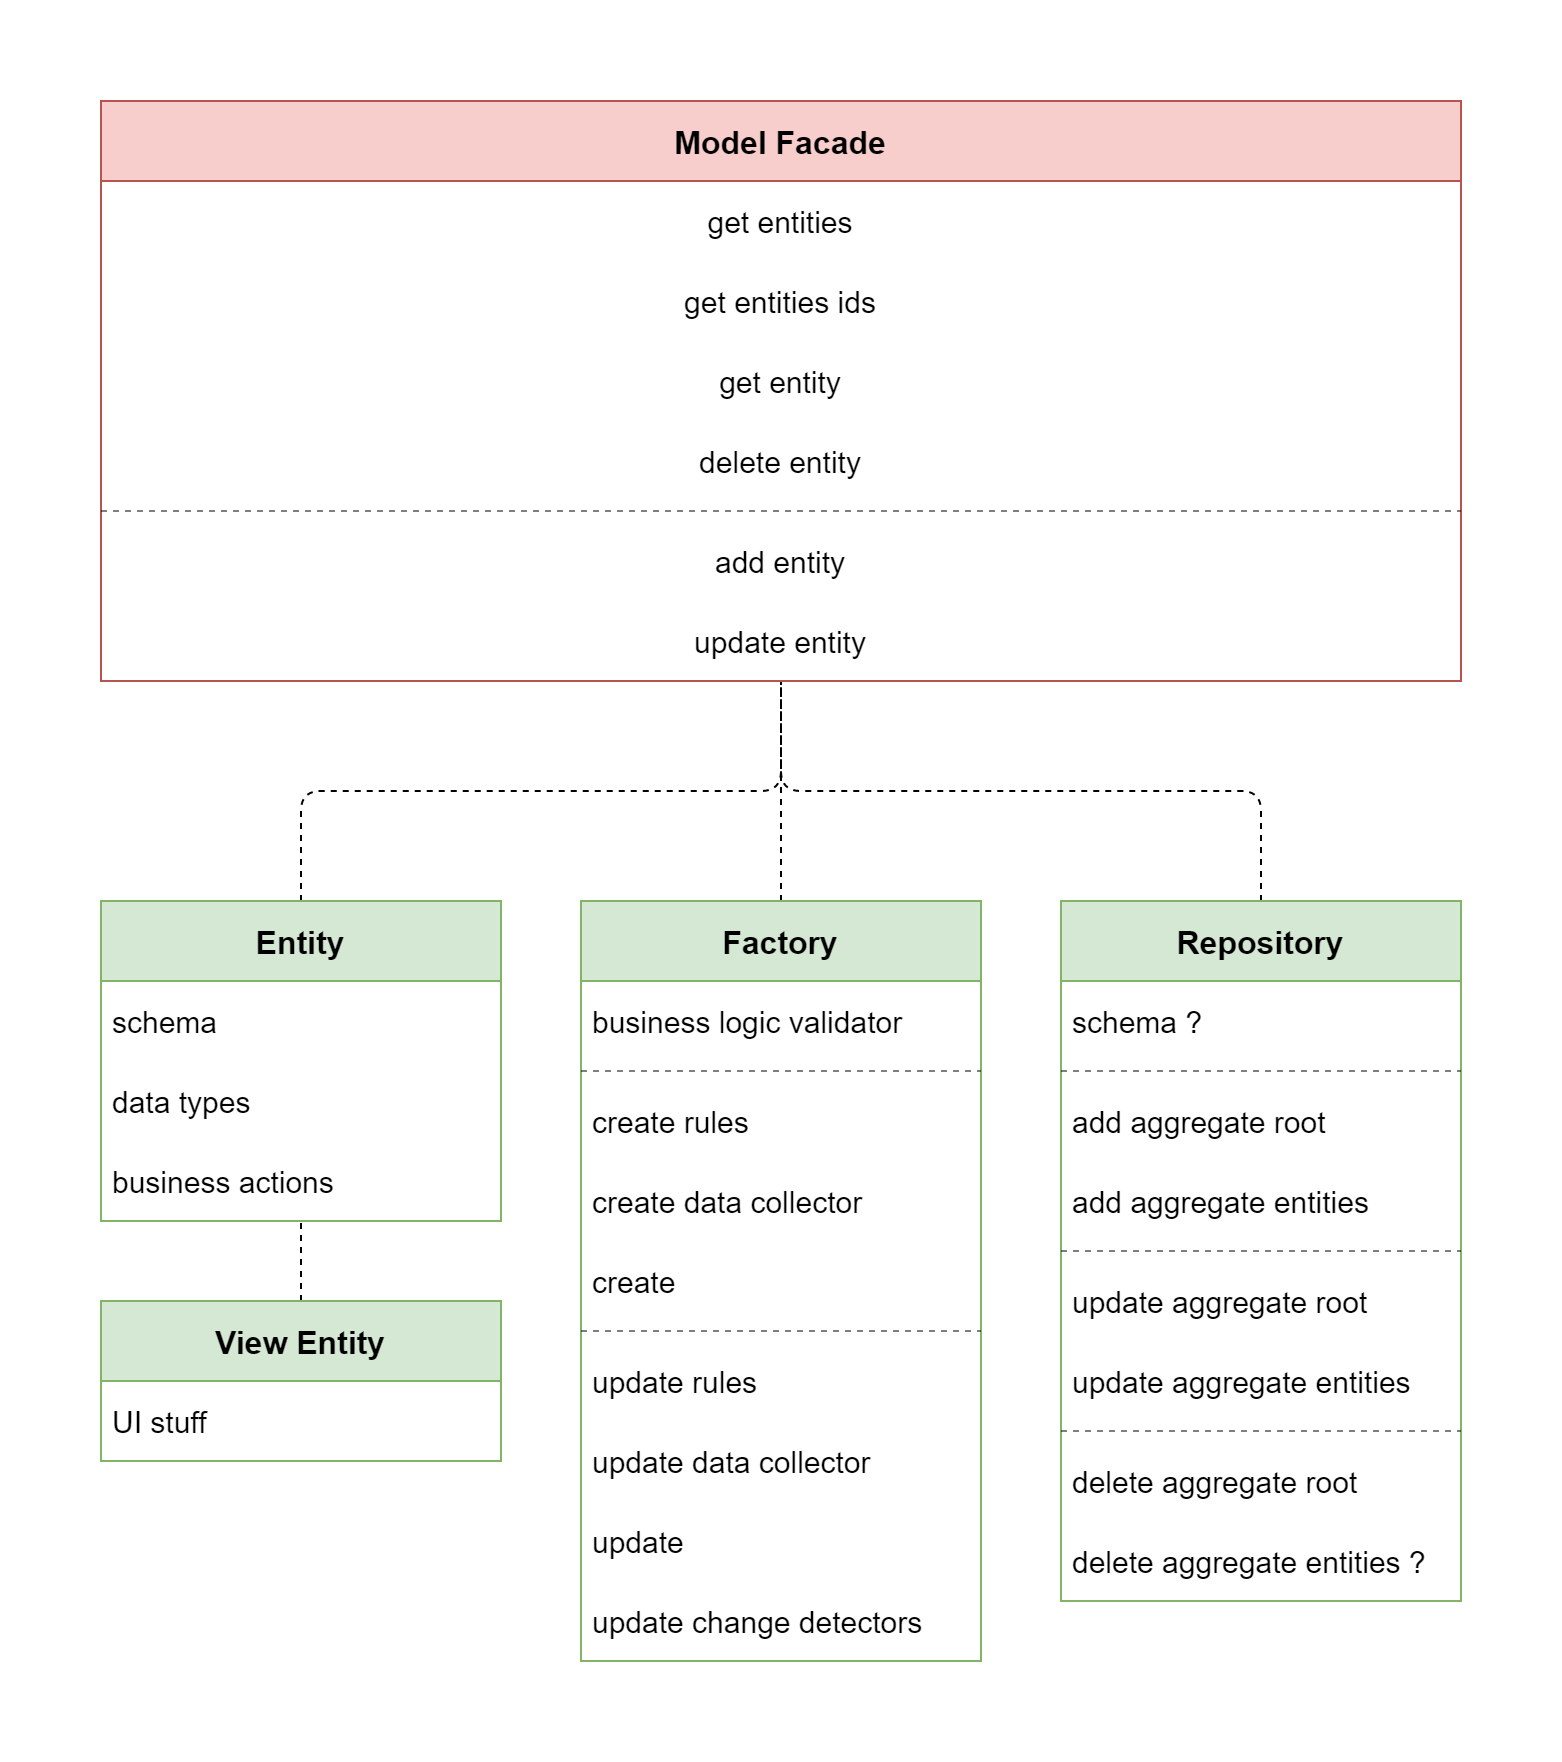 Model Facade
get entities
get entities ids
get entity
delete entity
add entity
update entity
Entity
schema
data types
business actions
View Entity
UI stuff
Factory
business logic validator
create rules
create data collector
create
update rules
update data collector
update
update change detectors
Repository
schema ?
add aggregate root
add aggregate entities
update aggregate root
update aggregate entities
delete aggregate root
delete aggregate entities ?